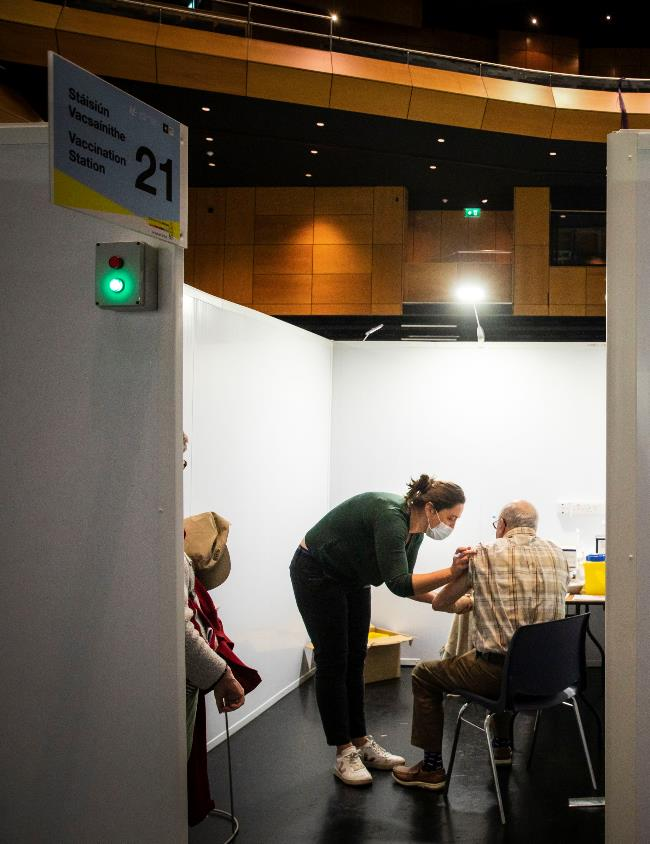 Stáisiún
Vacsaínithe
Vaccination
Station
21